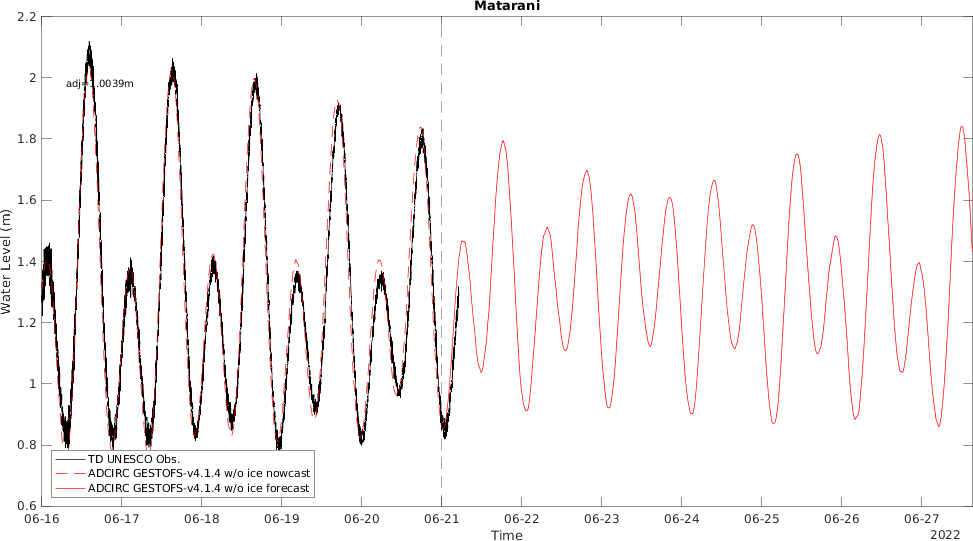 Matarani
2.2
2
1.8
1.6
1.4
1.2
1
0.8
0.6
Water Level (m)
adj=1.0039m
TD UNESCO Obs.
ADCIRC GESTOFS-v4.1.4 w/o ice nowcast
ADCIRC GESTOFS-v4.1.4 w/o ice forecast
06-16 06-17 06-18 06-19 06-20 06-21 06-22 06-23 06-24 06-25 06-26 06-27
Time
2022